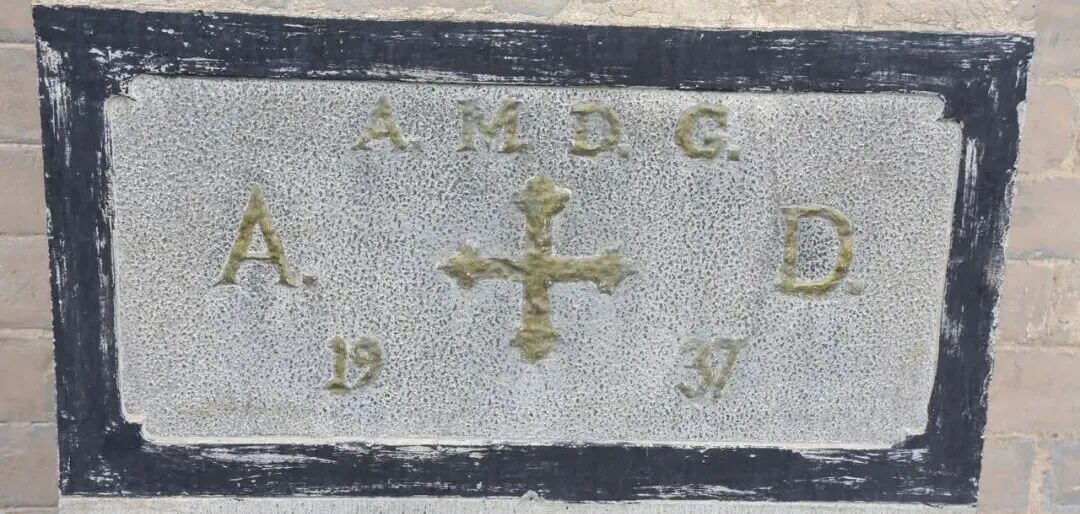 A. M. D. G.
A. D.
19 37